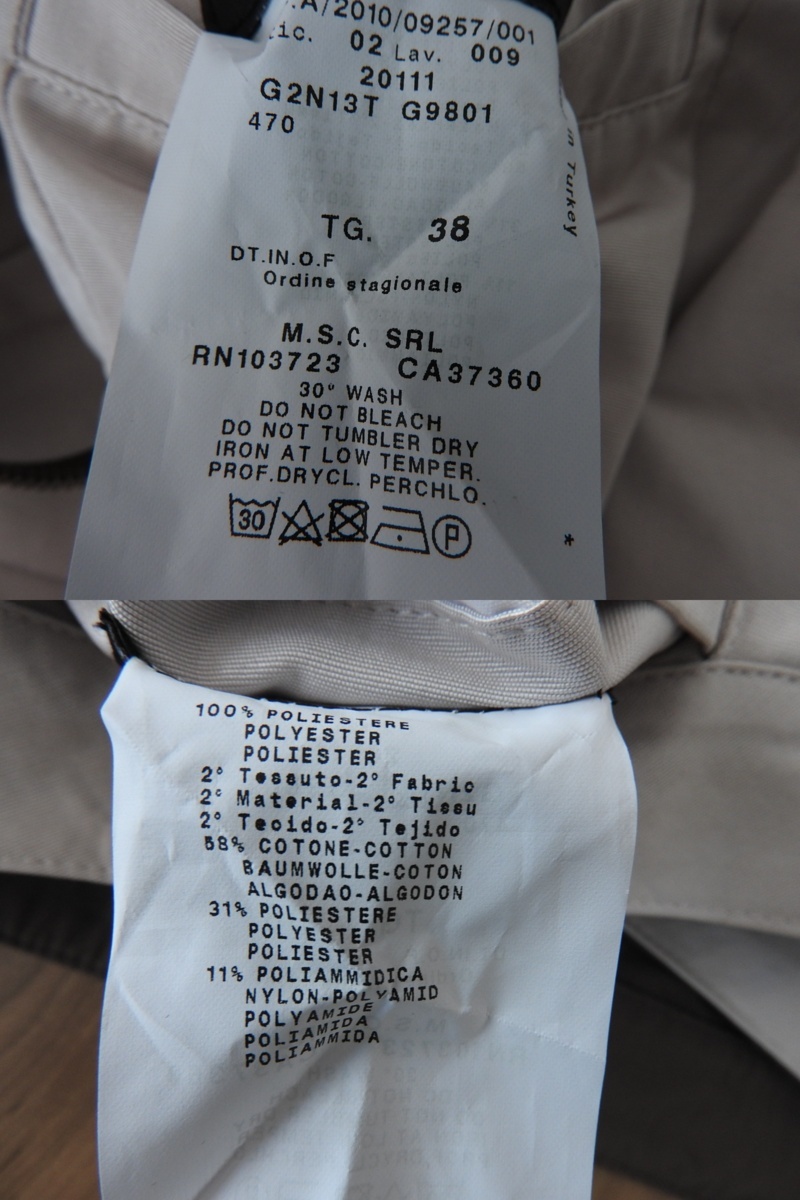 .A/2010/09257/001
ic. 02 Lav. 009
20111
G2N13T G9801
470
in Turkey
TG. 38
DT.IN.O.F
Ordine stagionale
M.S.C. SRL
RN103723 CA37360
30° WASH
DO NOT BLEACH
DO NOT TUMBLER DRY
IRON AT LOW TEMPER.
PROF.DRYCL. PERCHLO.
30 P
*
100% POLIESTERE
POLYESTER
POLIESTER
2° Tessuto-2° Fabric
2° Material-2° Tissu
2° Tecido-2° Tejido
58% COTONE-COTTON
BAUMWOLLE-COTON
ALGODAO-ALGODON
31% POLIESTERE
POLYESTER
POLIESTER
11% POLIAMMIDICA
NYLON-POLYAMID
POLYAMIDE
POLIAMIDA
POLIAMMIDA